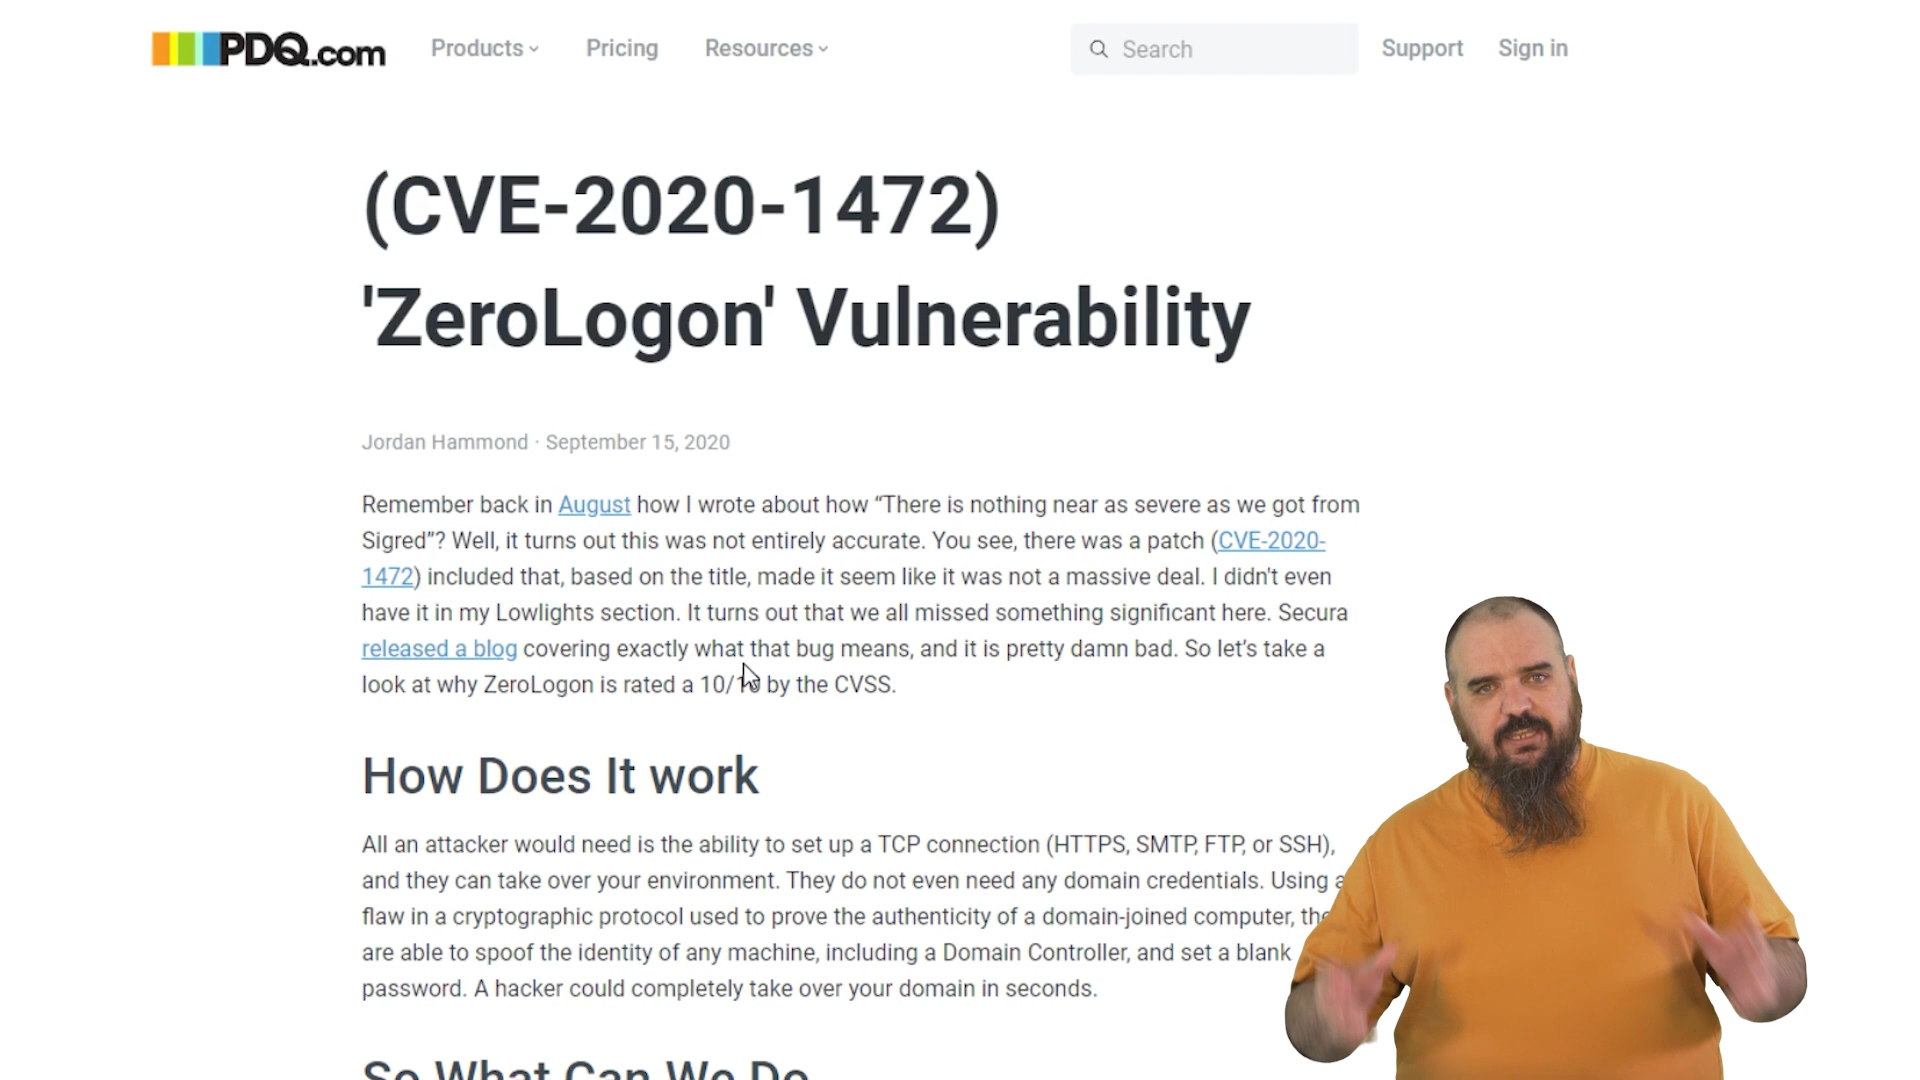 PDQ.com Products Pricing Resources Search Support Sign in
(CVE-2020-1472)
'ZeroLogon' Vulnerability
Jordan Hammond · September 15, 2020
Remember back in August how I wrote about how “There is nothing near as severe as we got from
Sigred”? Well, it turns out this was not entirely accurate. You see, there was a patch (CVE-2020-
1472) included that, based on the title, made it seem like it was not a massive deal. I didn't even
have it in my Lowlights section. It turns out that we all missed something significant here. Secura
released a blog covering exactly what that bug means, and it is pretty damn bad. So let's take a
look at why ZeroLogon is rated a 10/10 by the CVSS.
How Does It work
All an attacker would need is the ability to set up a TCP connection (HTTPS, SMTP, FTP, or SSH),
and they can take over your environment. They do not even need any domain credentials. Using a
flaw in a cryptographic protocol used to prove the authenticity of a domain-joined computer,
are able to spoof the identity of any machine, including a Domain Controller, and set a blank
password. A hacker could completely take over your domain in seconds.
So What Can We Do